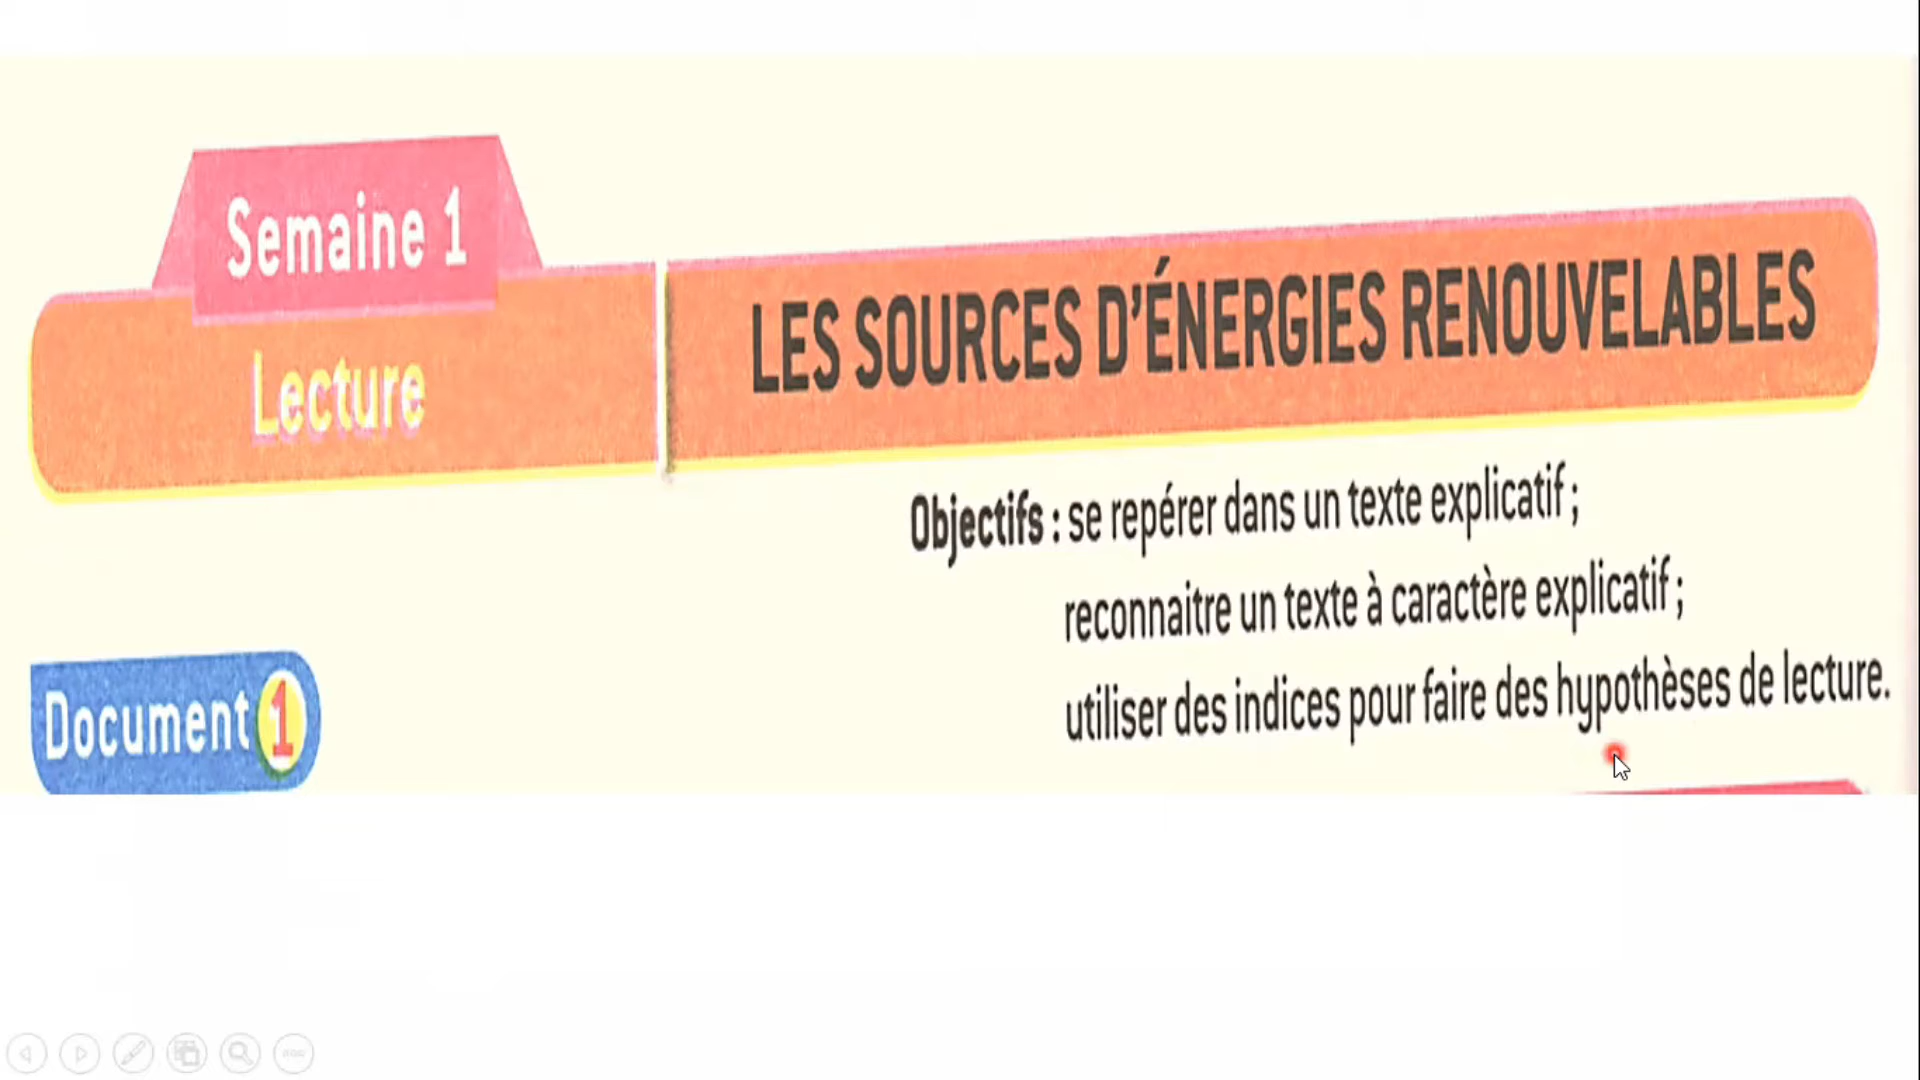 Semaine 1
Lecture
LES SOURCES D'ÉNERGIES RENOUVELABLES
Objectifs : se repérer dans un texte explicatif ;
reconnaitre un texte à caractère explicatif ;
utiliser des indices pour faire des hypothèses de lecture.
Document 1